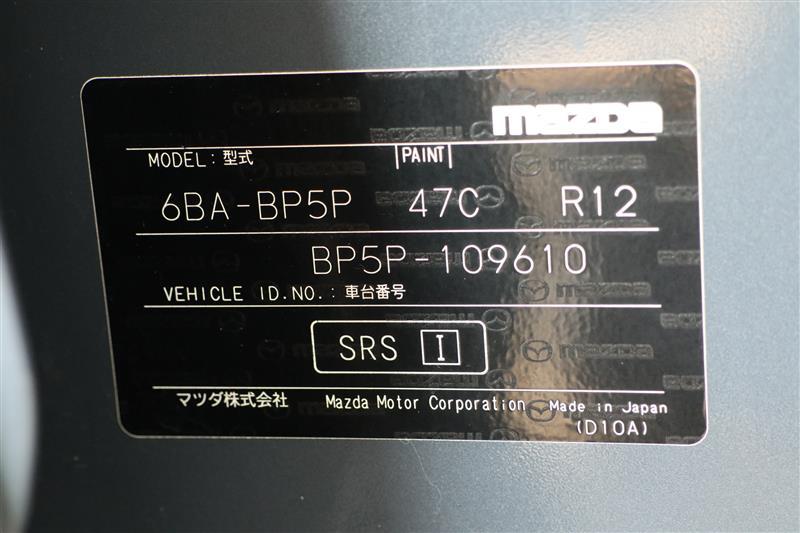 mazda
MODEL: 型式 PAINT
6BA-BP5P 47C R12
BP5P-109610
VEHICLE ID.NO.: 車台番号
SRS I
マツダ株式会社 Mazda Motor Corporation Made in Japan
(D10A)